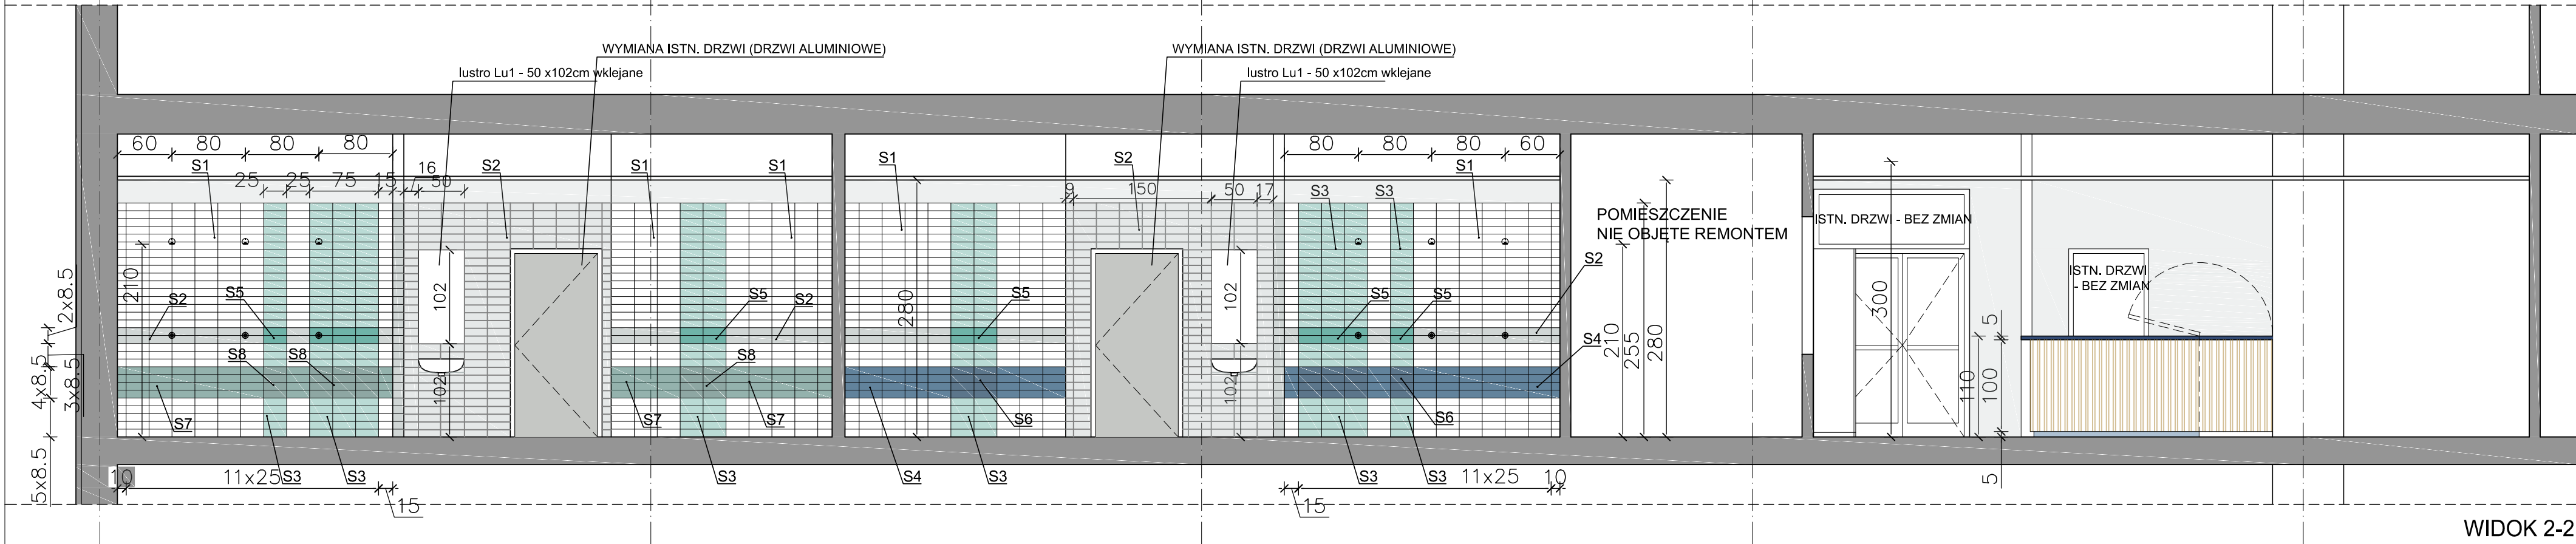 WYMIANA ISTN. DRZWI (DRZWI ALUMINIOWE)
WYMIANA ISTN. DRZWI (DRZWI ALUMINIOWE)
lustro Lu1 - 50 x102cm wklejane
lustro Lu1 - 50 x102cm wklejane
60 80 80 80
80 80 80 60
S1 16 S2 S1 S1 S1 S2 S1
25 25 75 15 50
9 150 50 17 S3 S3
POMIESZCZENIE
NIE OBJĘTE REMONTEM
ISTN. DRZWI - BEZ ZMIAN
S2
ISTN. DRZWI
- BEZ ZMIAN
2x8.5 210 S2 S5 102 S5 S2 280 S5 102 S5 S5
210 255 280 300
5
S4
4x8.5 3x8.5 S8 S8 102 S8 102
110 100
S7 S7 S7 S6 S6
5x8.5
10 11x25 S3 S3 S3 S4 S3 S3 S3 11x25 10
5
15 15
WIDOK 2-2